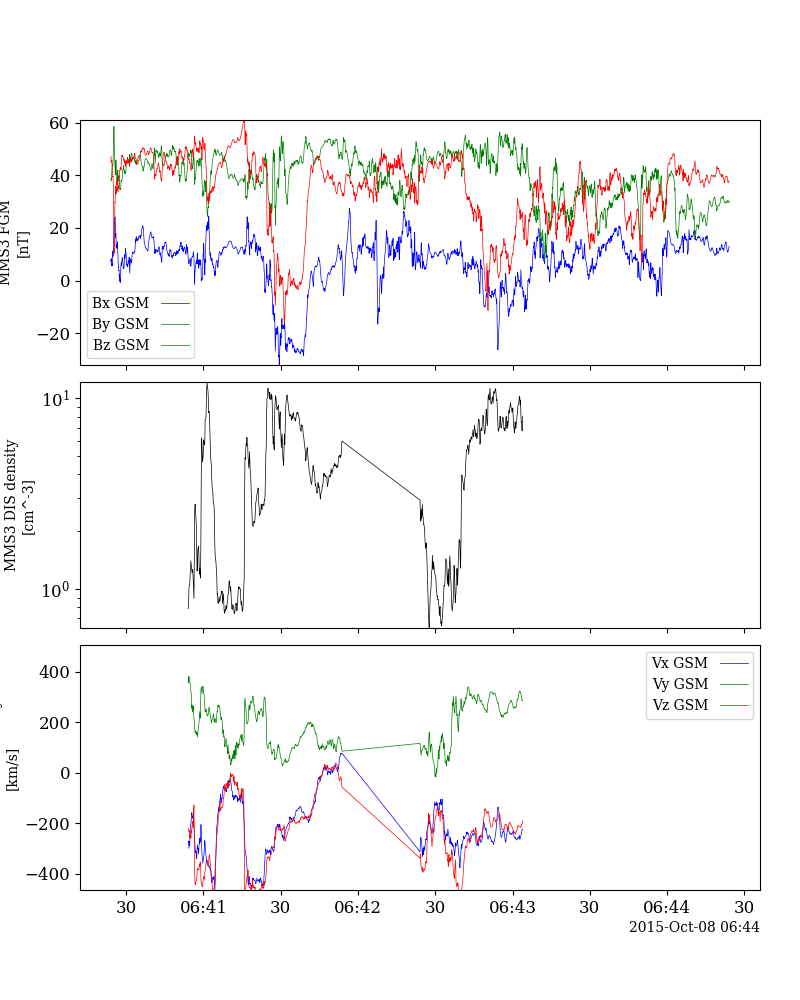 60
40
20
0
−20
MMS3 FGM
[nT]
Bx GSM
By GSM
Bz GSM
10^1
10^0
MMS3 DIS density
[cm^-3]
400
200
0
−200
−400
[km/s]
Vx GSM
Vy GSM
Vz GSM
30 06:41 30 06:42 30 06:43 30 06:44 30
2015-Oct-08 06:44